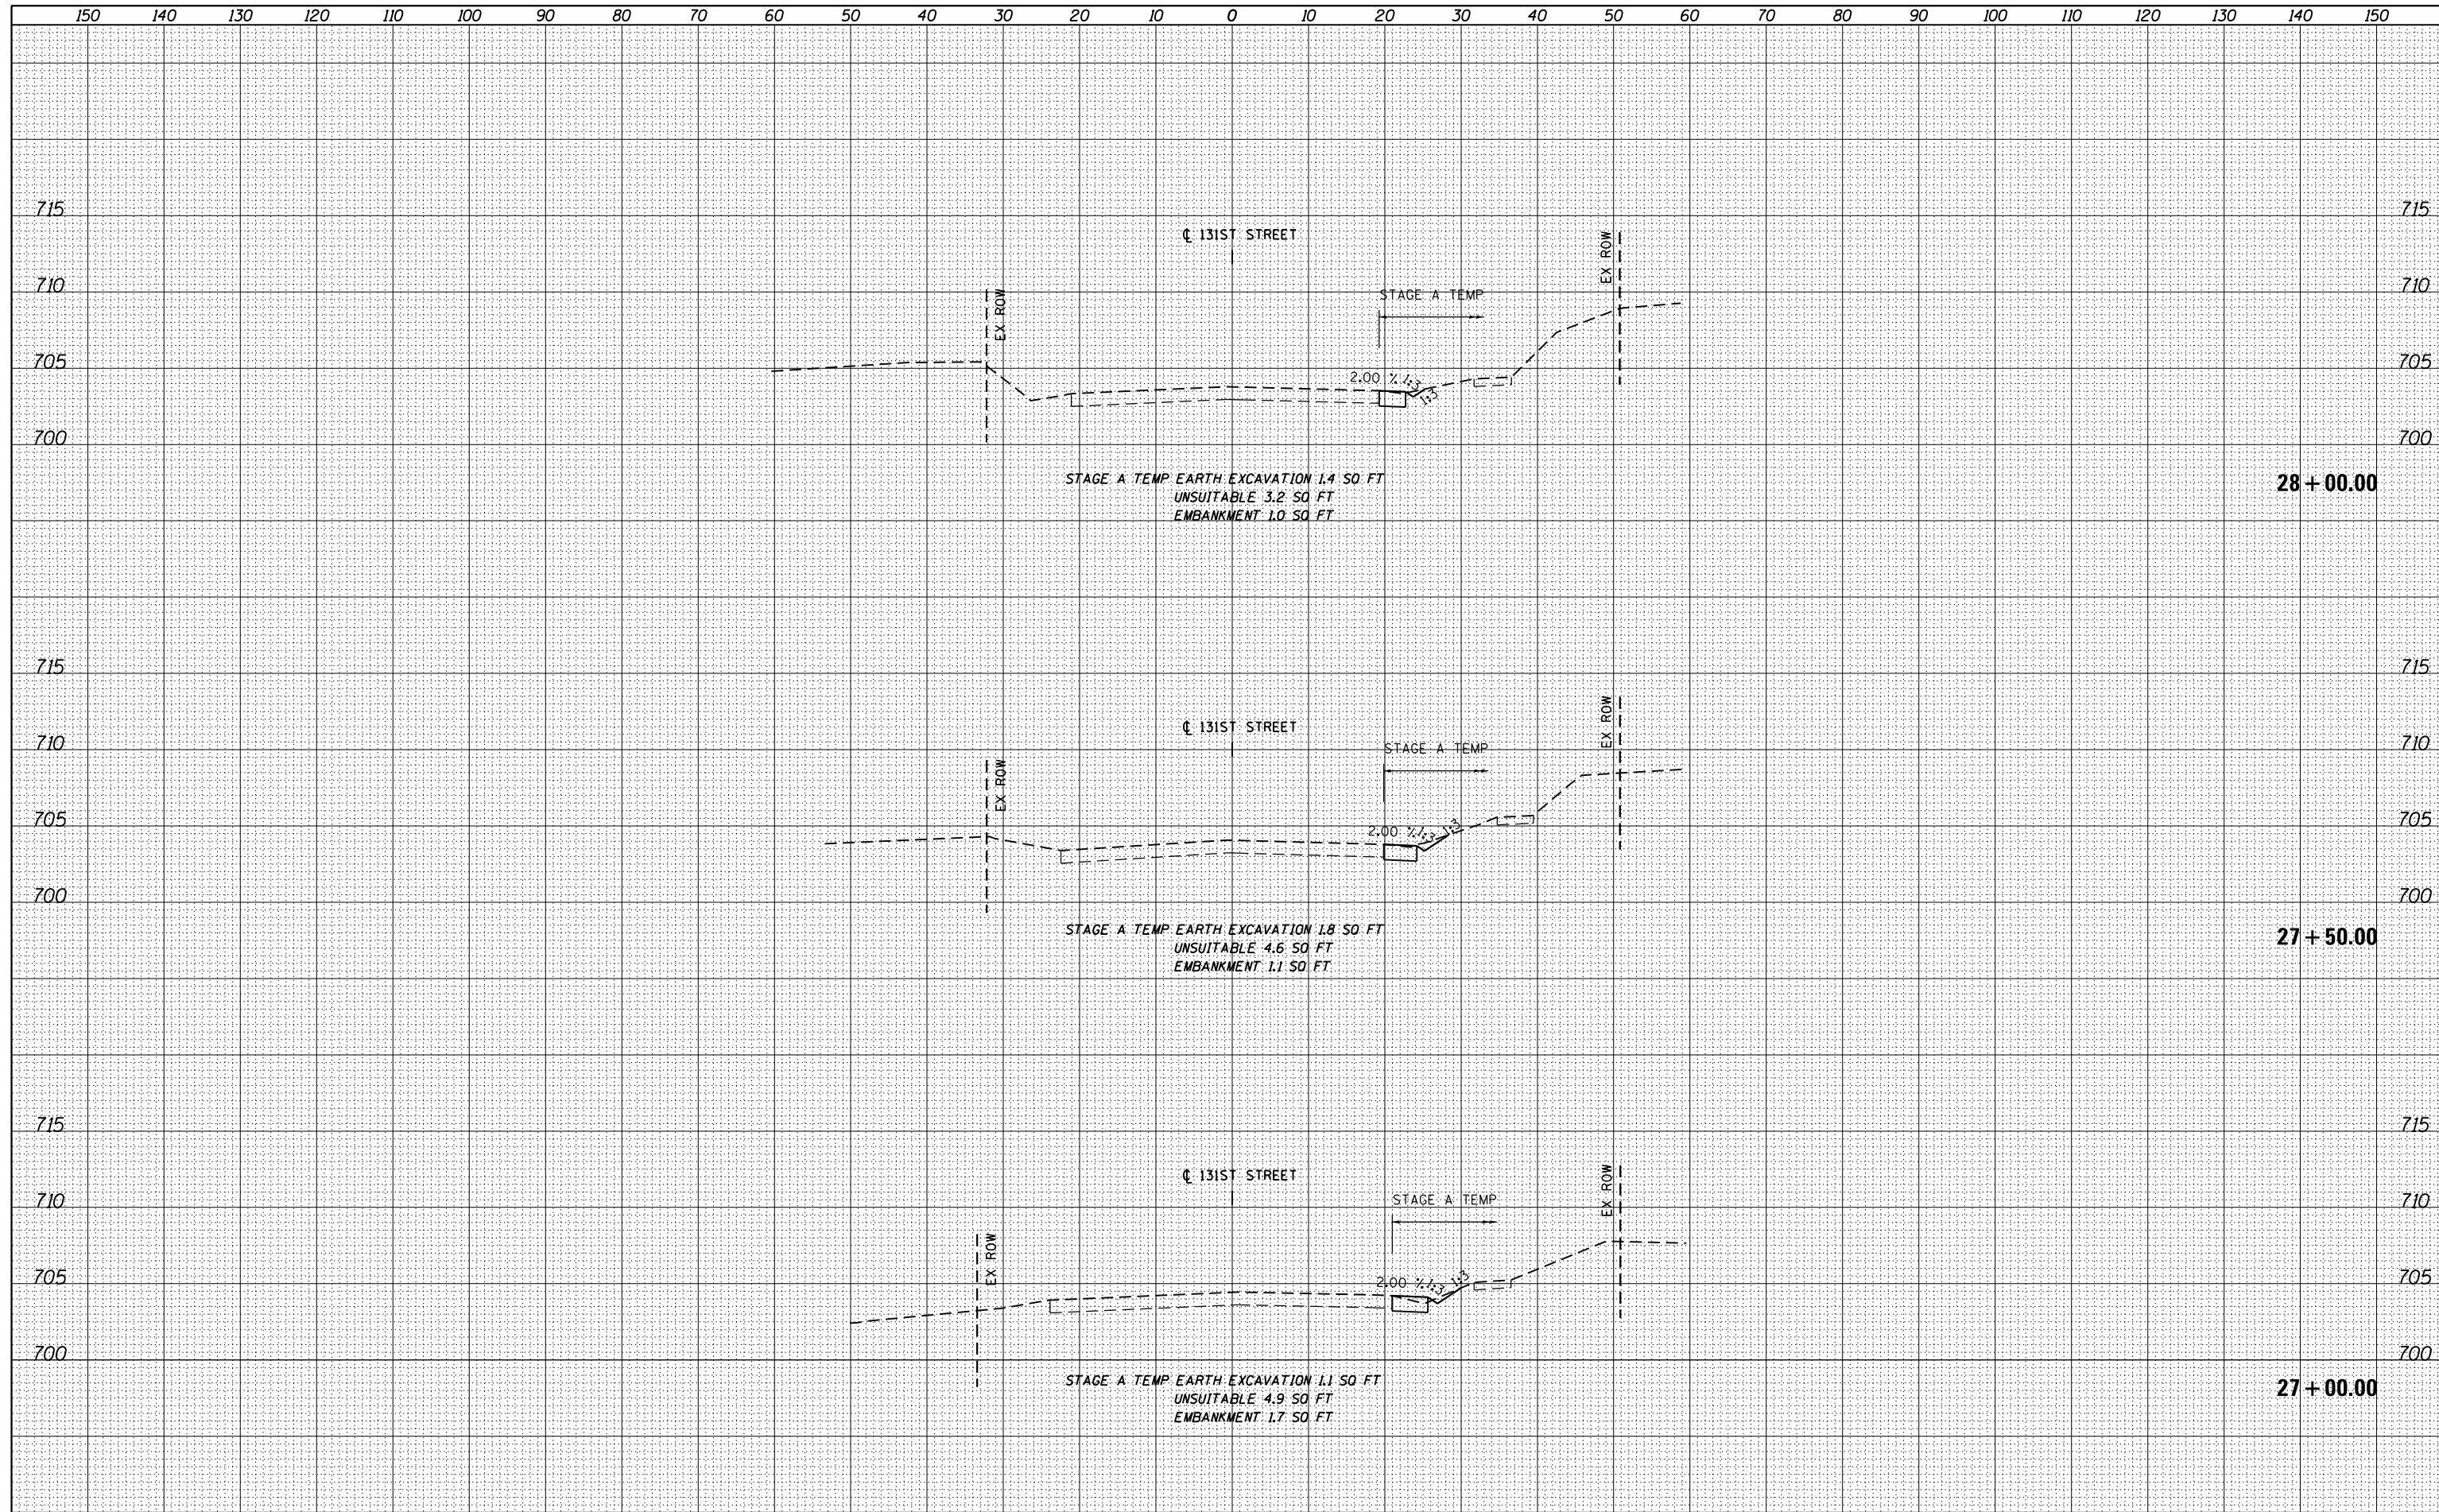 150 140 130 120 110 100 90 80 70 60 50 40 30 20 10 0 10 20 30 40 50 60 70 80 90 100 110 120 130 140 150
715 715
℄ 131ST STREET
EX ROW
710 710
STAGE A TEMP
EX ROW
705 705
2.00 % 1:3
1:3
700 700
STAGE A TEMP EARTH EXCAVATION 1.4 SQ FT
UNSUITABLE 3.2 SQ FT
EMBANKMENT 1.0 SQ FT
28+00.00
715 715
℄ 131ST STREET
EX ROW
710 710
STAGE A TEMP
EX ROW
705 705
2.00 % 1:3 1:3
700 700
STAGE A TEMP EARTH EXCAVATION 1.8 SQ FT
UNSUITABLE 4.6 SQ FT
EMBANKMENT 1.1 SQ FT
27+50.00
715 715
℄ 131ST STREET
EX ROW
710 710
STAGE A TEMP
EX ROW
705 705
2.00 % 1:3 1:3
700 700
STAGE A TEMP EARTH EXCAVATION 1.1 SQ FT
UNSUITABLE 4.9 SQ FT
EMBANKMENT 1.7 SQ FT
27+00.00